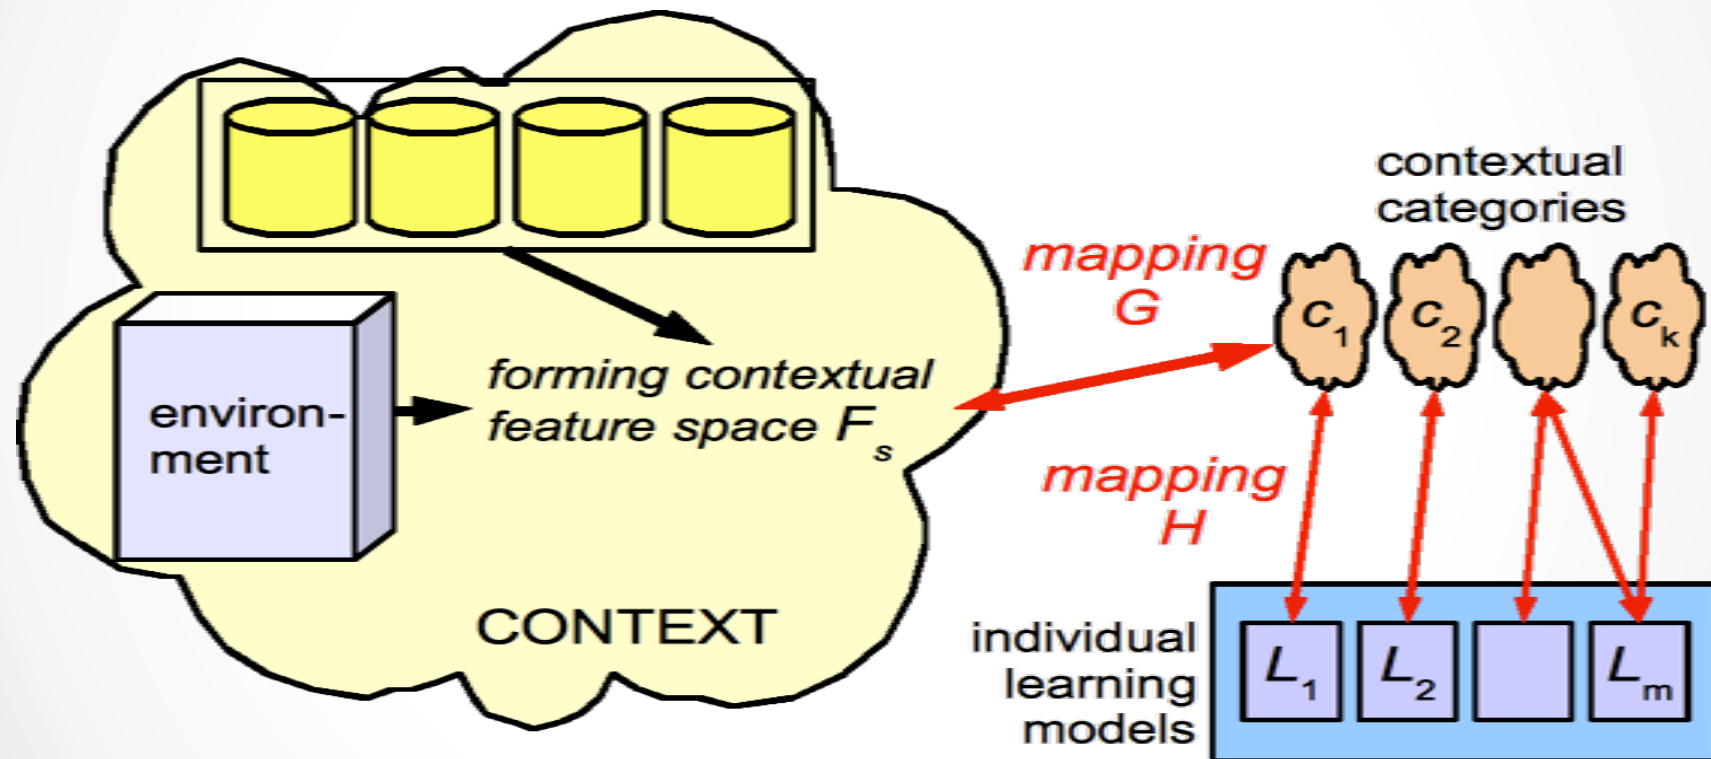 contextual
categories
mapping
G
c1
c2
ck
forming contextual
feature space Fs
environ-
ment
mapping
H
CONTEXT
individual
learning
models
L1
L2
Lm